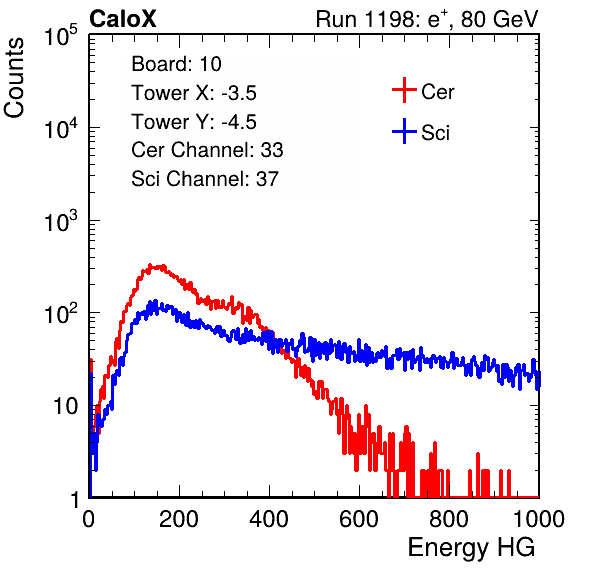 CaloX Run 1198: e⁺, 80 GeV
Counts
Board: 10
Tower X: -3.5
Tower Y: -4.5
Cer Channel: 33
Sci Channel: 37
Cer
Sci
10⁵
10⁴
10³
10²
10
1
0 200 400 600 800 1000
Energy HG